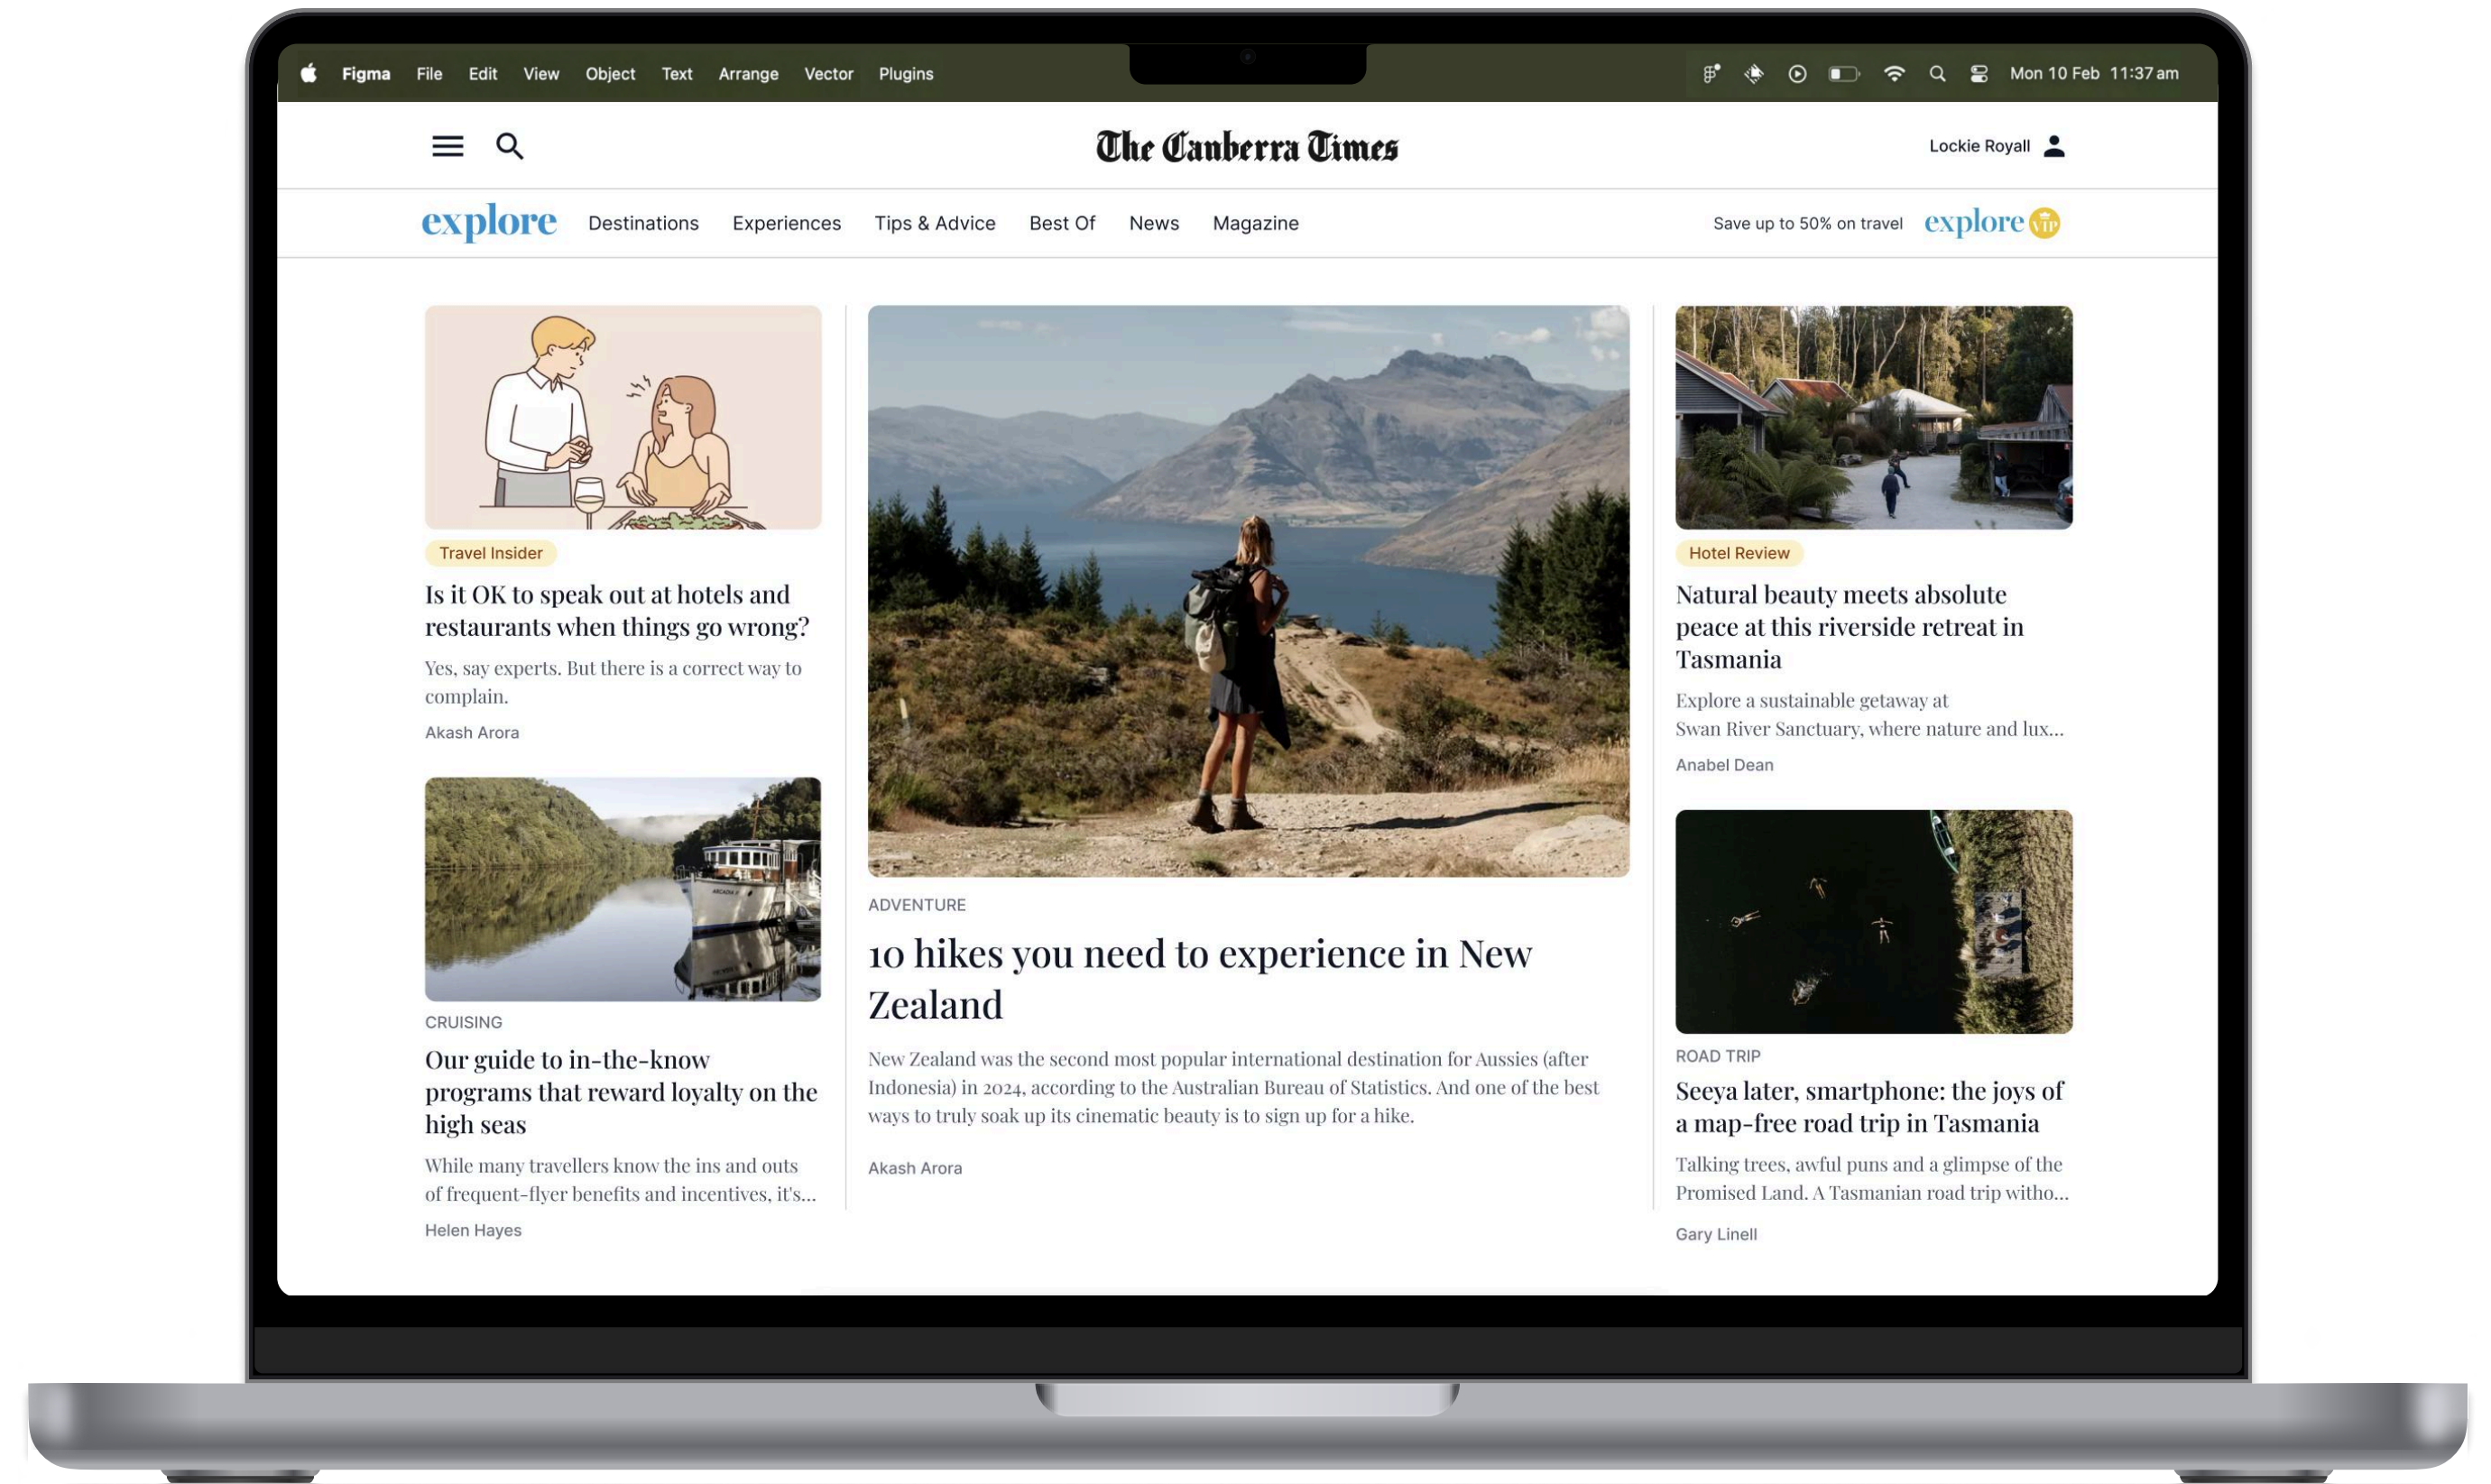 Figma File Edit View Object Text Arrange Vector Plugins
Mon 10 Feb 11:37 am
The Canberra Times
Lockie Royall
explore Destinations Experiences Tips & Advice Best Of News Magazine
Save up to 50% on travel explore VIP
Travel Insider
Is it OK to speak out at hotels and
restaurants when things go wrong?
Yes, say experts. But there is a correct way to
complain.
Akash Arora
ARCADIA II
CRUISING
Our guide to in-the-know
programs that reward loyalty on the
high seas
While many travellers know the ins and outs
of frequent-flyer benefits and incentives, it's...
Helen Hayes
ADVENTURE
10 hikes you need to experience in New
Zealand
New Zealand was the second most popular international destination for Aussies (after
Indonesia) in 2024, according to the Australian Bureau of Statistics. And one of the best
ways to truly soak up its cinematic beauty is to sign up for a hike.
Akash Arora
Hotel Review
Natural beauty meets absolute
peace at this riverside retreat in
Tasmania
Explore a sustainable getaway at
Swan River Sanctuary, where nature and lux...
Anabel Dean
ROAD TRIP
Seeya later, smartphone: the joys of
a map-free road trip in Tasmania
Talking trees, awful puns and a glimpse of the
Promised Land. A Tasmanian road trip witho...
Gary Linell